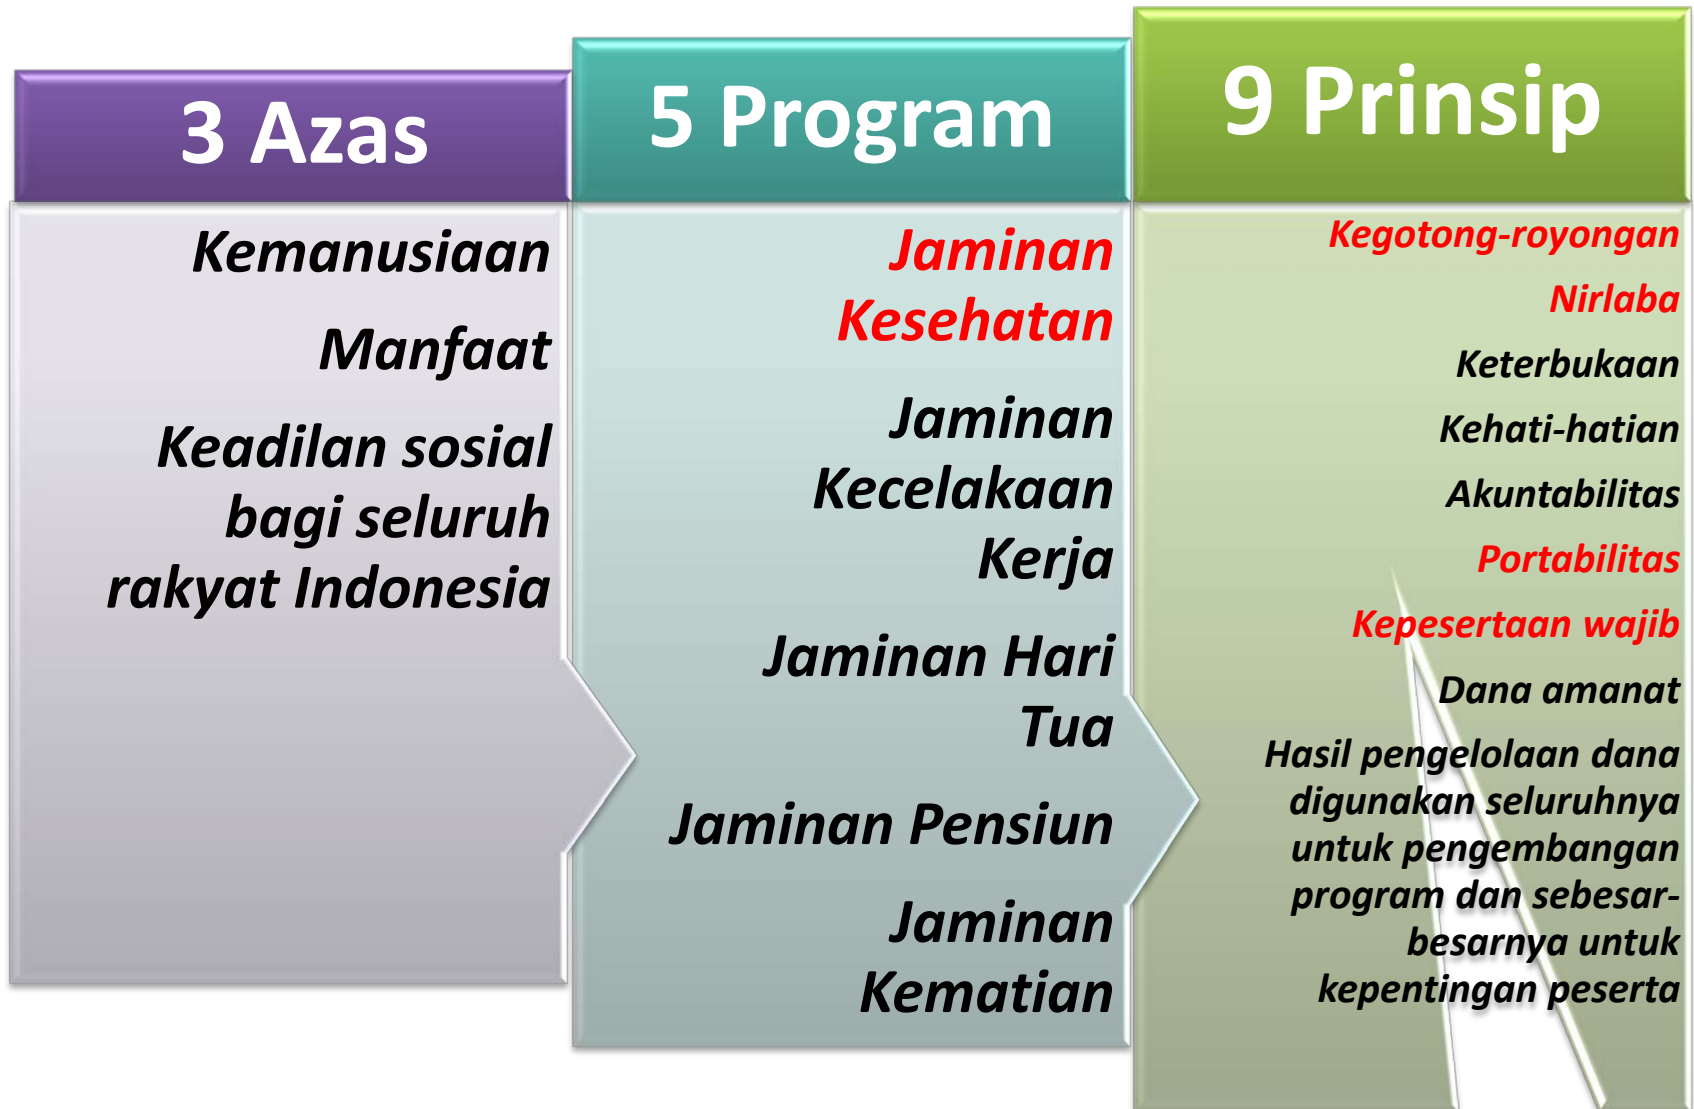 3 Azas
Kemanusiaan
Manfaat
Keadilan sosial
bagi seluruh
rakyat Indonesia
5 Program
Jaminan
Kesehatan
Jaminan
Kecelakaan
Kerja
Jaminan Hari
Tua
Jaminan Pensiun
Jaminan
Kematian
9 Prinsip
Kegotong-royongan
Nirlaba
Keterbukaan
Kehati-hatian
Akuntabilitas
Portabilitas
Kepesertaan wajib
Dana amanat
Hasil pengelolaan dana
digunakan seluruhnya
untuk pengembangan
program dan sebesar-
besarnya untuk
kepentingan peserta